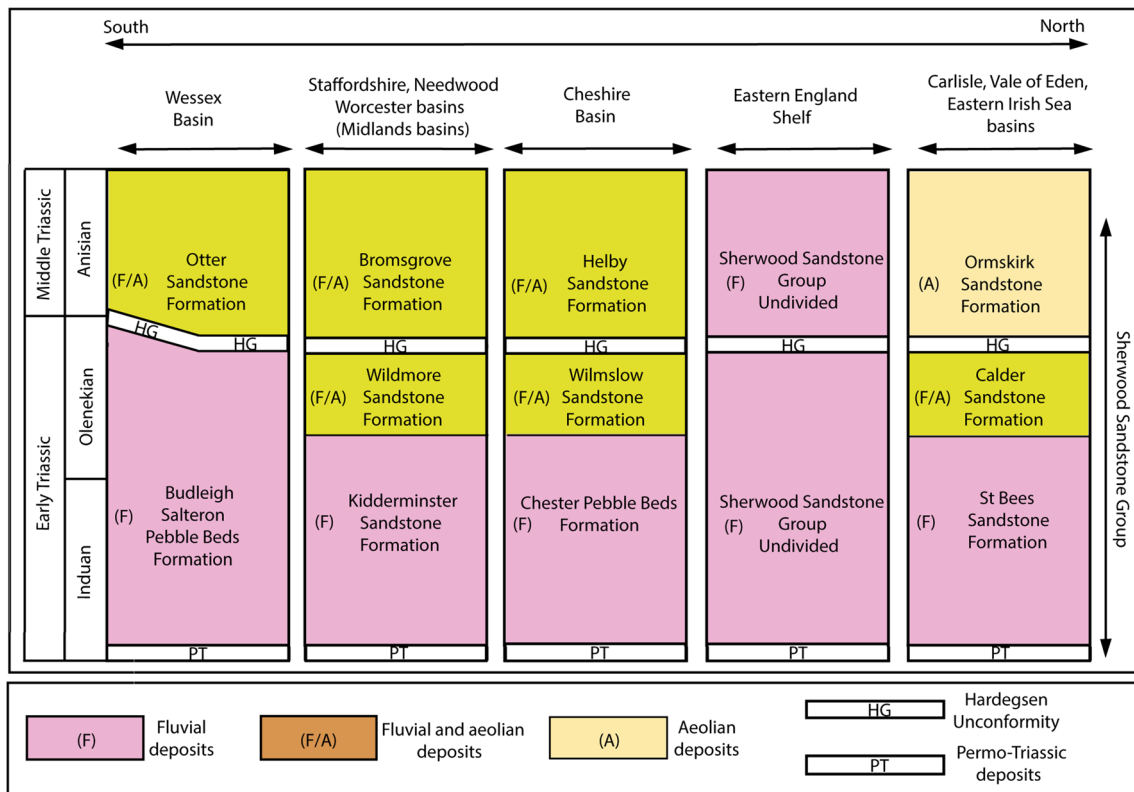 South
North
Wessex
Basin
Staffordshire, Needwood
Worcester basins
(Midlands basins)
Cheshire
Basin
Eastern England
Shelf
Carlisle, Vale of Eden,
Eastern Irish Sea
basins
Middle Triassic
Anisian
Early Triassic
Olenekian
Induan
Otter
(F/A) Sandstone
Formation
HG
HG
Budleigh
(F) Salteron
Pebble Beds
Formation
PT
Bromsgrove
(F/A) Sandstone
Formation
HG
Wildmore
(F/A) Sandstone
Formation
Kidderminster
(F) Sandstone
Formation
PT
Helby
(F/A) Sandstone
Formation
HG
Wilmslow
(F/A) Sandstone
Formation
Chester Pebble Beds
(F) Formation
PT
Sherwood Sandstone
(F) Group
Undivided
HG
Sherwood Sandstone
(F) Group
Undivided
PT
Ormskirk
(A) Sandstone
Formation
HG
Calder
(F/A) Sandstone
Formation
St Bees
(F) Sandstone
Formation
PT
Sherwood Sandstone Group
(F)
Fluvial
deposits
(F/A)
Fluvial and aeolian
deposits
(A)
Aeolian
deposits
HG
Hardegsen
Unconformity
PT
Permo-Triassic
deposits